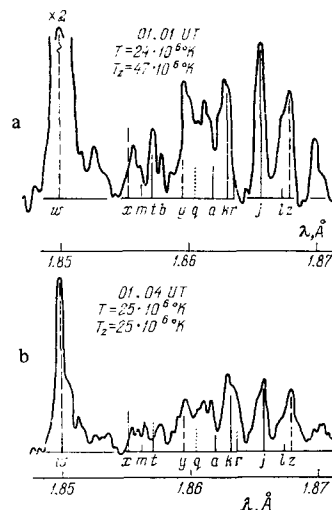 ×2
01.01 UT
T=24·10⁶°K
T_z=47·10⁶°K
a
w x m t b y q a k r j l z
λ,Å
1.85 1.86 1.87
01.04 UT
T=25·10⁶°K
T_z=25·10⁶°K
b
w x m t y q a k r j l z
1.85 1.86 1.87
λ,Å